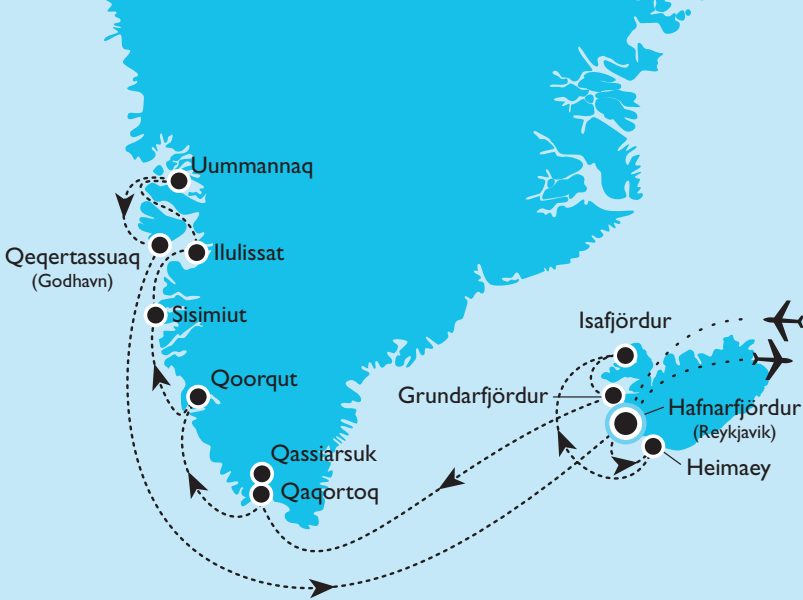 Uummannaq
Qeqertassuaq
(Godhavn)
Ilulissat
Sisimiut
Isafjördur
Qoorqut
Grundarfjördur
Hafnarfjördur
(Reykjavik)
Qassiarsuk
Heimaey
Qaqortoq